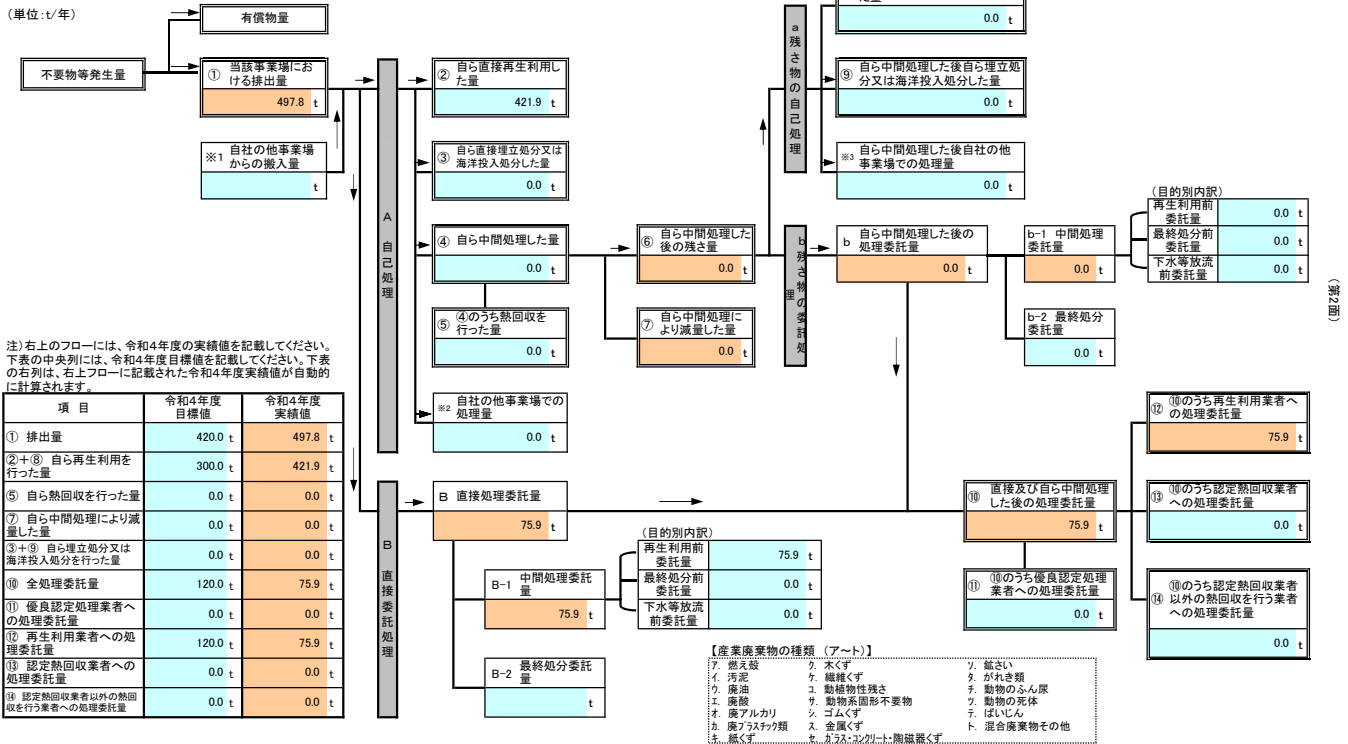 (単位:t/年)
有償物量
不要物等発生量
① 当該事業場にお
ける排出量
497.8 t
※1 自社の他事業場
からの搬入量
t
A 自己処理
② 自ら直接再生利用し
た量
421.9 t
③ 自ら直接埋立処分又は
海洋投入処分した量
0.0 t
④ 自ら中間処理した量
0.0 t
⑤ ④のうち熱回収を
行った量
0.0 t
※2 自社の他事業場での
処理量
0.0 t
⑥ 自ら中間処理した
後の残さ量
0.0 t
⑦ 自ら中間処理に
より減量した量
0.0 t
a 残さ物の自己処理
0.0 t
⑨ 自ら中間処理した後自ら埋立処
分又は海洋投入処分した量
0.0 t
※3 自ら中間処理した後自社の他
事業場での処理量
0.0 t
b 残さ物の委託処理
b 自ら中間処理した後の
処理委託量
0.0 t
b-1 中間処理
委託量
0.0 t
b-2 最終処分
委託量
0.0 t
(目的別内訳)
再生利用前
委託量 0.0 t
最終処分前
委託量 0.0 t
下水等放流
前委託量 0.0 t
(第2面)
注)右上のフローには、令和4年度の実績値を記載してください。
下表の中央列には、令和4年度目標値を記載してください。下表
の右列は、右上フローに記載された令和4年度実績値が自動的
に計算されます。
項 目 令和4年度
目標値 令和4年度
実績値
① 排出量 420.0 t 497.8 t
②+⑧ 自ら再生利用を
行った量 300.0 t 421.9 t
⑤ 自ら熱回収を行った量 0.0 t 0.0 t
⑦ 自ら中間処理により減
量した量 0.0 t 0.0 t
③+⑨ 自ら埋立処分又は
海洋投入処分を行った量 0.0 t 0.0 t
⑩ 全処理委託量 120.0 t 75.9 t
⑪ 優良認定処理業者へ
の処理委託量 0.0 t 0.0 t
⑫ 再生利用業者への処
理委託量 120.0 t 75.9 t
⑬ 認定熱回収業者への
処理委託量 0.0 t 0.0 t
⑭ 認定熱回収業者以外の熱回
収を行う業者への処理委託量 0.0 t 0.0 t
B 直接委託処理
B 直接処理委託量
75.9 t
B-1 中間処理委託
量
75.9 t
B-2 最終処分委託
量
t
(目的別内訳)
再生利用前
委託量 75.9 t
最終処分前
委託量 0.0 t
下水等放流
前委託量 0.0 t
⑩ 直接及び自ら中間処理
した後の処理委託量
75.9 t
⑪ ⑩のうち優良認定処理
業者への処理委託量
0.0 t
⑫ ⑩のうち再生利用業者へ
の処理委託量
75.9 t
⑬ ⑩のうち認定熱回収業者
への処理委託量
0.0 t
⑭ ⑩のうち認定熱回収業者
以外の熱回収を行う業者
への処理委託量
0.0 t
【産業廃棄物の種類 (ア~ト)】
ア. 燃え殻 ク. 木くず ソ. 鉱さい
イ. 汚泥 ケ. 繊維くず タ. がれき類
ウ. 廃油 コ. 動植物性残さ チ. 動物のふん尿
エ. 廃酸 サ. 動物系固形不要物 ツ. 動物の死体
オ. 廃アルカリ シ. ゴムくず テ. ばいじん
カ. 廃プラスチック類 ス. 金属くず ト. 混合廃棄物その他
キ. 紙くず セ. ガラス・コンクリート・陶磁器くず